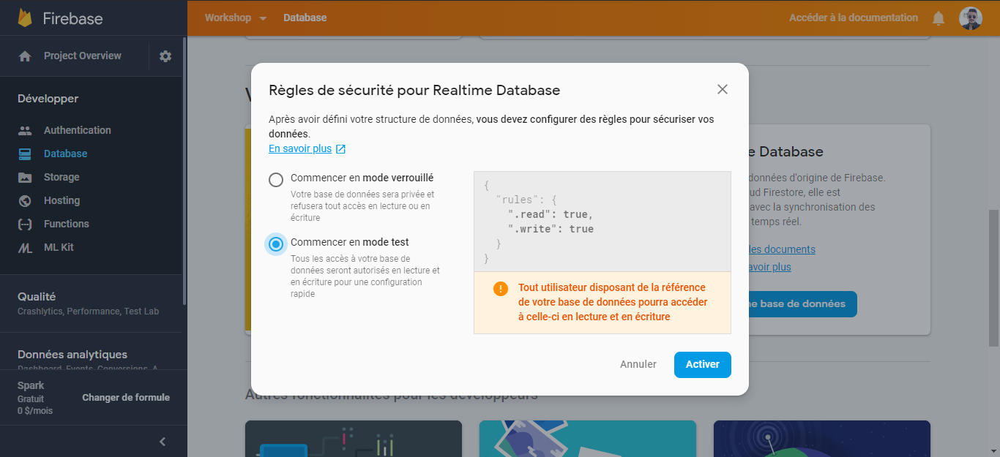 Firebase
Workshop
Database
Accéder à la documentation
Project Overview
Développer
Authentication
Database
Storage
Hosting
Functions
ML Kit
Qualité
Crashlytics, Performance, Test Lab
Données analytiques
Dashboard, Events, Conversions, A
Spark
Gratuit
0 $/mois
Changer de formule
Règles de sécurité pour Realtime Database
Après avoir défini votre structure de données, vous devez configurer des règles pour sécuriser vos
données.
En savoir plus
Commencer en mode verrouillé
Votre base de données sera privée et
refusera tout accès en lecture ou en
écriture
Commencer en mode test
Tous les accès à votre base de
données seront autorisés en lecture et
en écriture pour une configuration
rapide
{
"rules": {
".read": true,
".write": true
}
}
Tout utilisateur disposant de la référence
de votre base de données pourra accéder
à celle-ci en lecture et en écriture
Annuler
Activer
e Database
données d'origine de Firebase.
ud Firestore, elle est
avec la synchronisation des
temps réel.
les documents
avoir plus
ne base de données
Autres fonctionnalités pour les développeurs